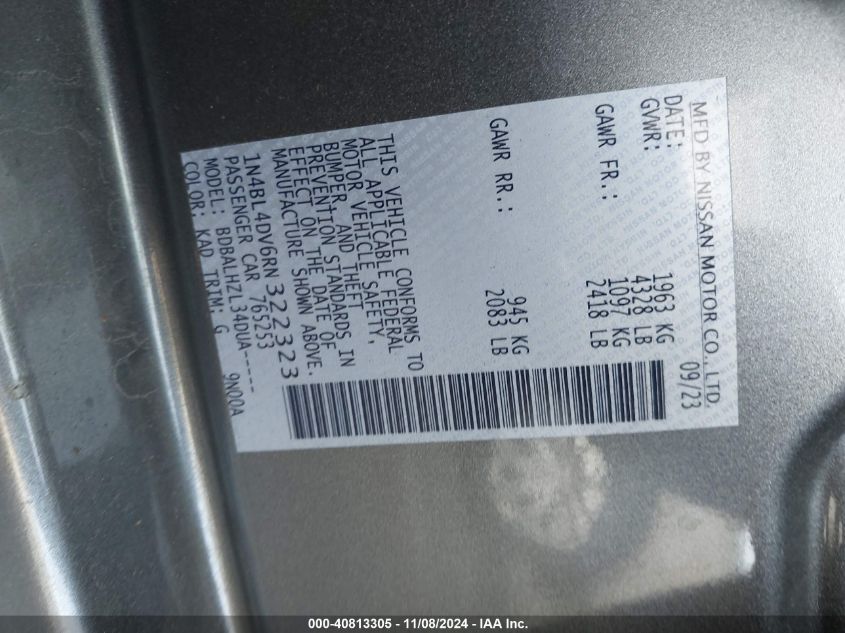 MFD BY NISSAN MOTOR CO., LTD.
DATE: 09/23
GVWR: 1963 KG
4328 LB
GAWR FR.: 1097 KG
2418 LB
GAWR RR.: 945 KG
2083 LB
THIS VEHICLE CONFORMS TO
ALL APPLICABLE FEDERAL
MOTOR VEHICLE SAFETY,
BUMPER, AND THEFT
PREVENTION STANDARDS IN
EFFECT ON THE DATE OF
MANUFACTURE SHOWN ABOVE.
1N4BL4DV6RN322323
PASSENGER CAR 765253
MODEL: BDBALHZL34DUA-----
COLOR: KAD TRIM: G 9N00A
000-40813305 - 11/08/2024 - IAA Inc.